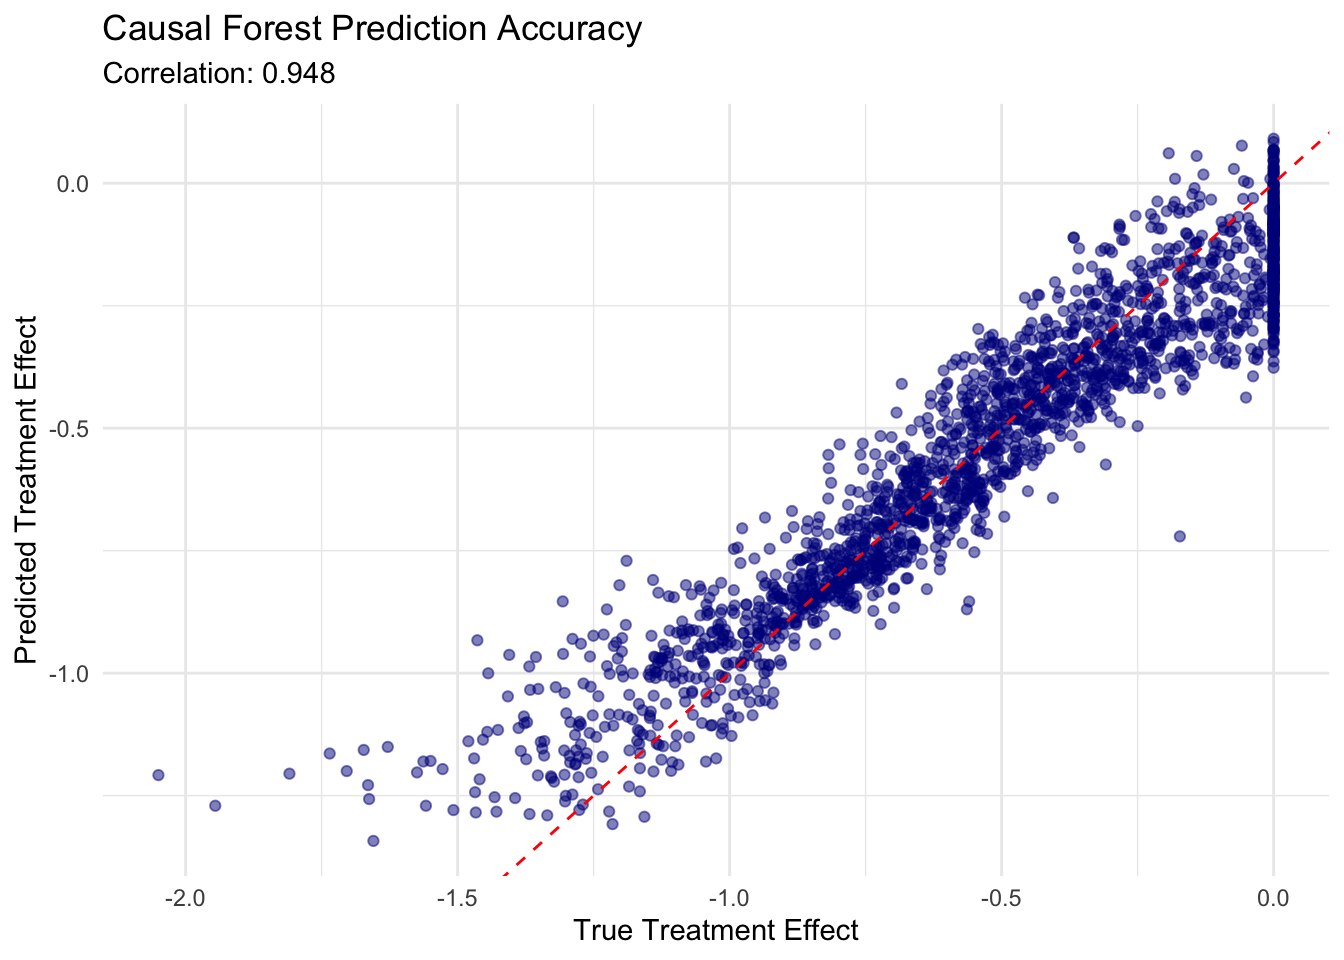 Causal Forest Prediction Accuracy
Correlation: 0.948
Predicted Treatment Effect
0.0
-0.5
-1.0
-2.0
-1.5
-1.0
-0.5
0.0
True Treatment Effect